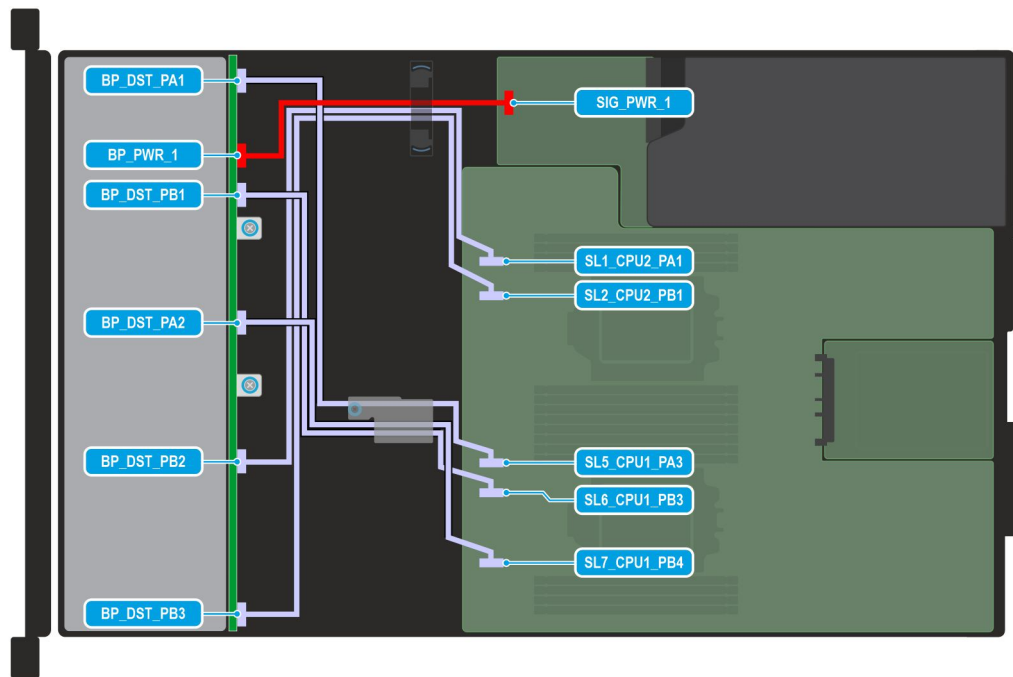 BP_DST_PA1
BP_PWR_1
BP_DST_PB1
BP_DST_PA2
BP_DST_PB2
BP_DST_PB3
SIG_PWR_1
SL1_CPU2_PA1
SL2_CPU2_PB1
SL5_CPU1_PA3
SL6_CPU1_PB3
SL7_CPU1_PB4